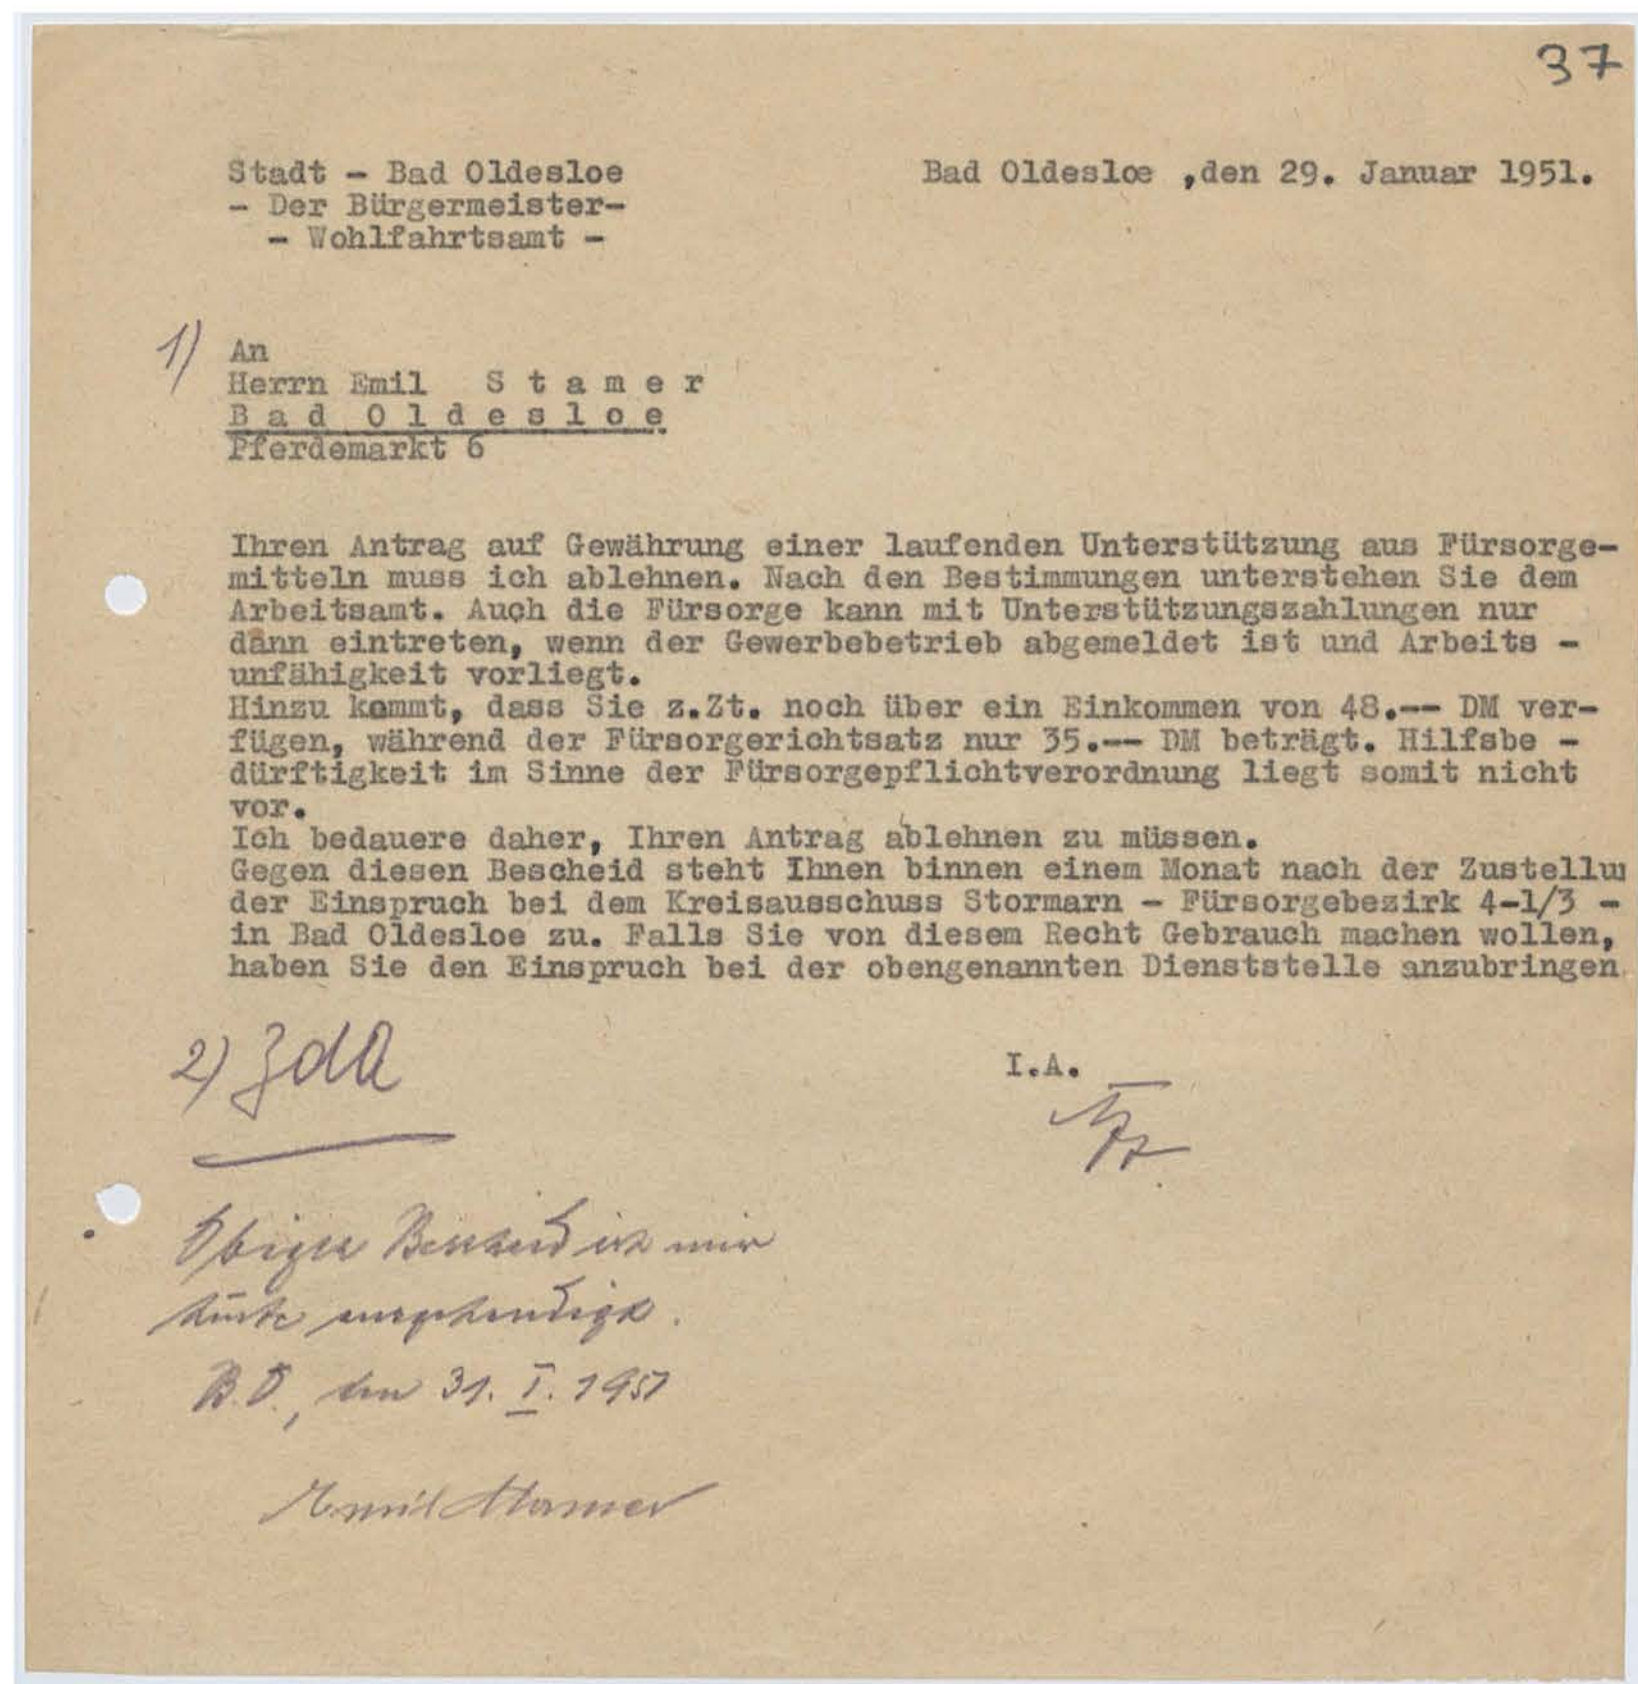 37
Stadt - Bad Oldesloe
- Der Bürgermeister-
- Wohlfahrtsamt -
Bad Oldesloe ,den 29. Januar 1951.
1) An
Herrn Emil S t a m e r
B a d O l d e s l o e
Pferdemarkt 6
Ihren Antrag auf Gewährung einer laufenden Unterstützung aus Fürsorge-
mitteln muss ich ablehnen. Nach den Bestimmungen unterstehen Sie dem
Arbeitsamt. Auch die Fürsorge kann mit Unterstützungszahlungen nur
dann eintreten, wenn der Gewerbebetrieb abgemeldet ist und Arbeits -
unfähigkeit vorliegt.
Hinzu kommt, dass Sie z.Zt. noch über ein Einkommen von 48.-- DM ver-
fügen, während der Fürsorgerichtsatz nur 35.-- DM beträgt. Hilfsbe -
dürftigkeit im Sinne der Fürsorgepflichtverordnung liegt somit nicht
vor.
Ich bedauere daher, Ihren Antrag ablehnen zu müssen.
Gegen diesen Bescheid steht Ihnen binnen einem Monat nach der Zustellun
der Einspruch bei dem Kreisausschuss Stormarn - Fürsorgebezirk 4-1/3 -
in Bad Oldesloe zu. Falls Sie von diesem Recht Gebrauch machen wollen,
haben Sie den Einspruch bei der obengenannten Dienststelle anzubringen.
2) ZdA
I.A.
Obiger Bescheid ist mir
heute ausgehändigt.
B.O., den 31. I. 1951
Emil Stamer